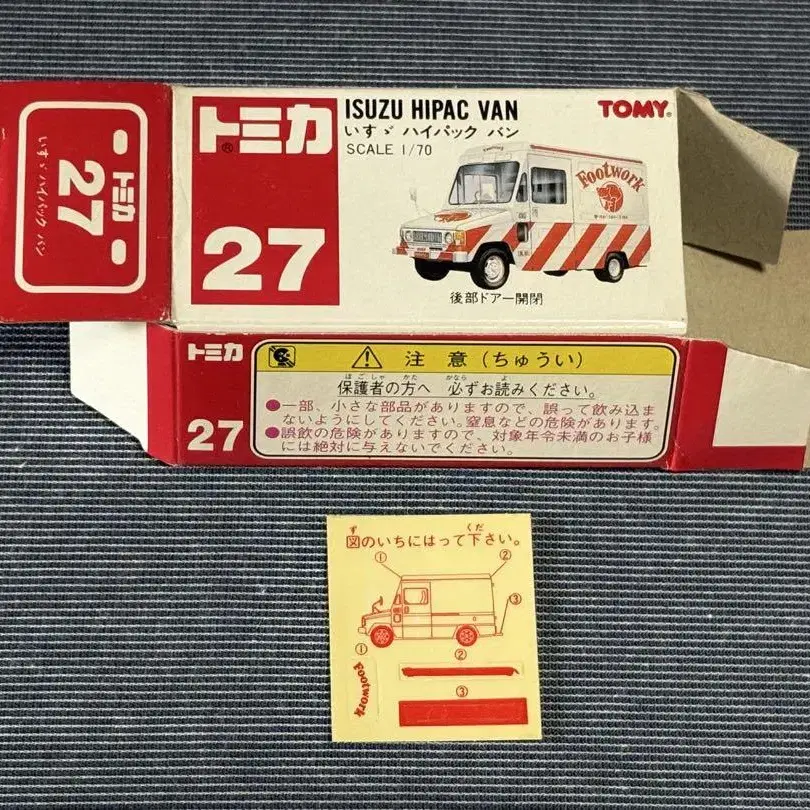 トミカ
27
いすゞ ハイパック バン
トミカ
27
ISUZU HIPAC VAN
いすゞ ハイパック バン
SCALE 1/70
TOMY
Footwork
後部ドアー開閉
トミカ
27
注意(ちゅうい)
ほごしゃ かた かなら よ
保護者の方へ 必ずお読みください。
●一部、小さな部品がありますので、誤って飲み込ま
ないようにしてください。窒息などの危険があります。
●誤飲の危険がありますので、対象年令未満のお子様
には絶対に与えないでください。
ず くだ
図のいちにはって下さい。
① ②
③
① ②
Footwork
③